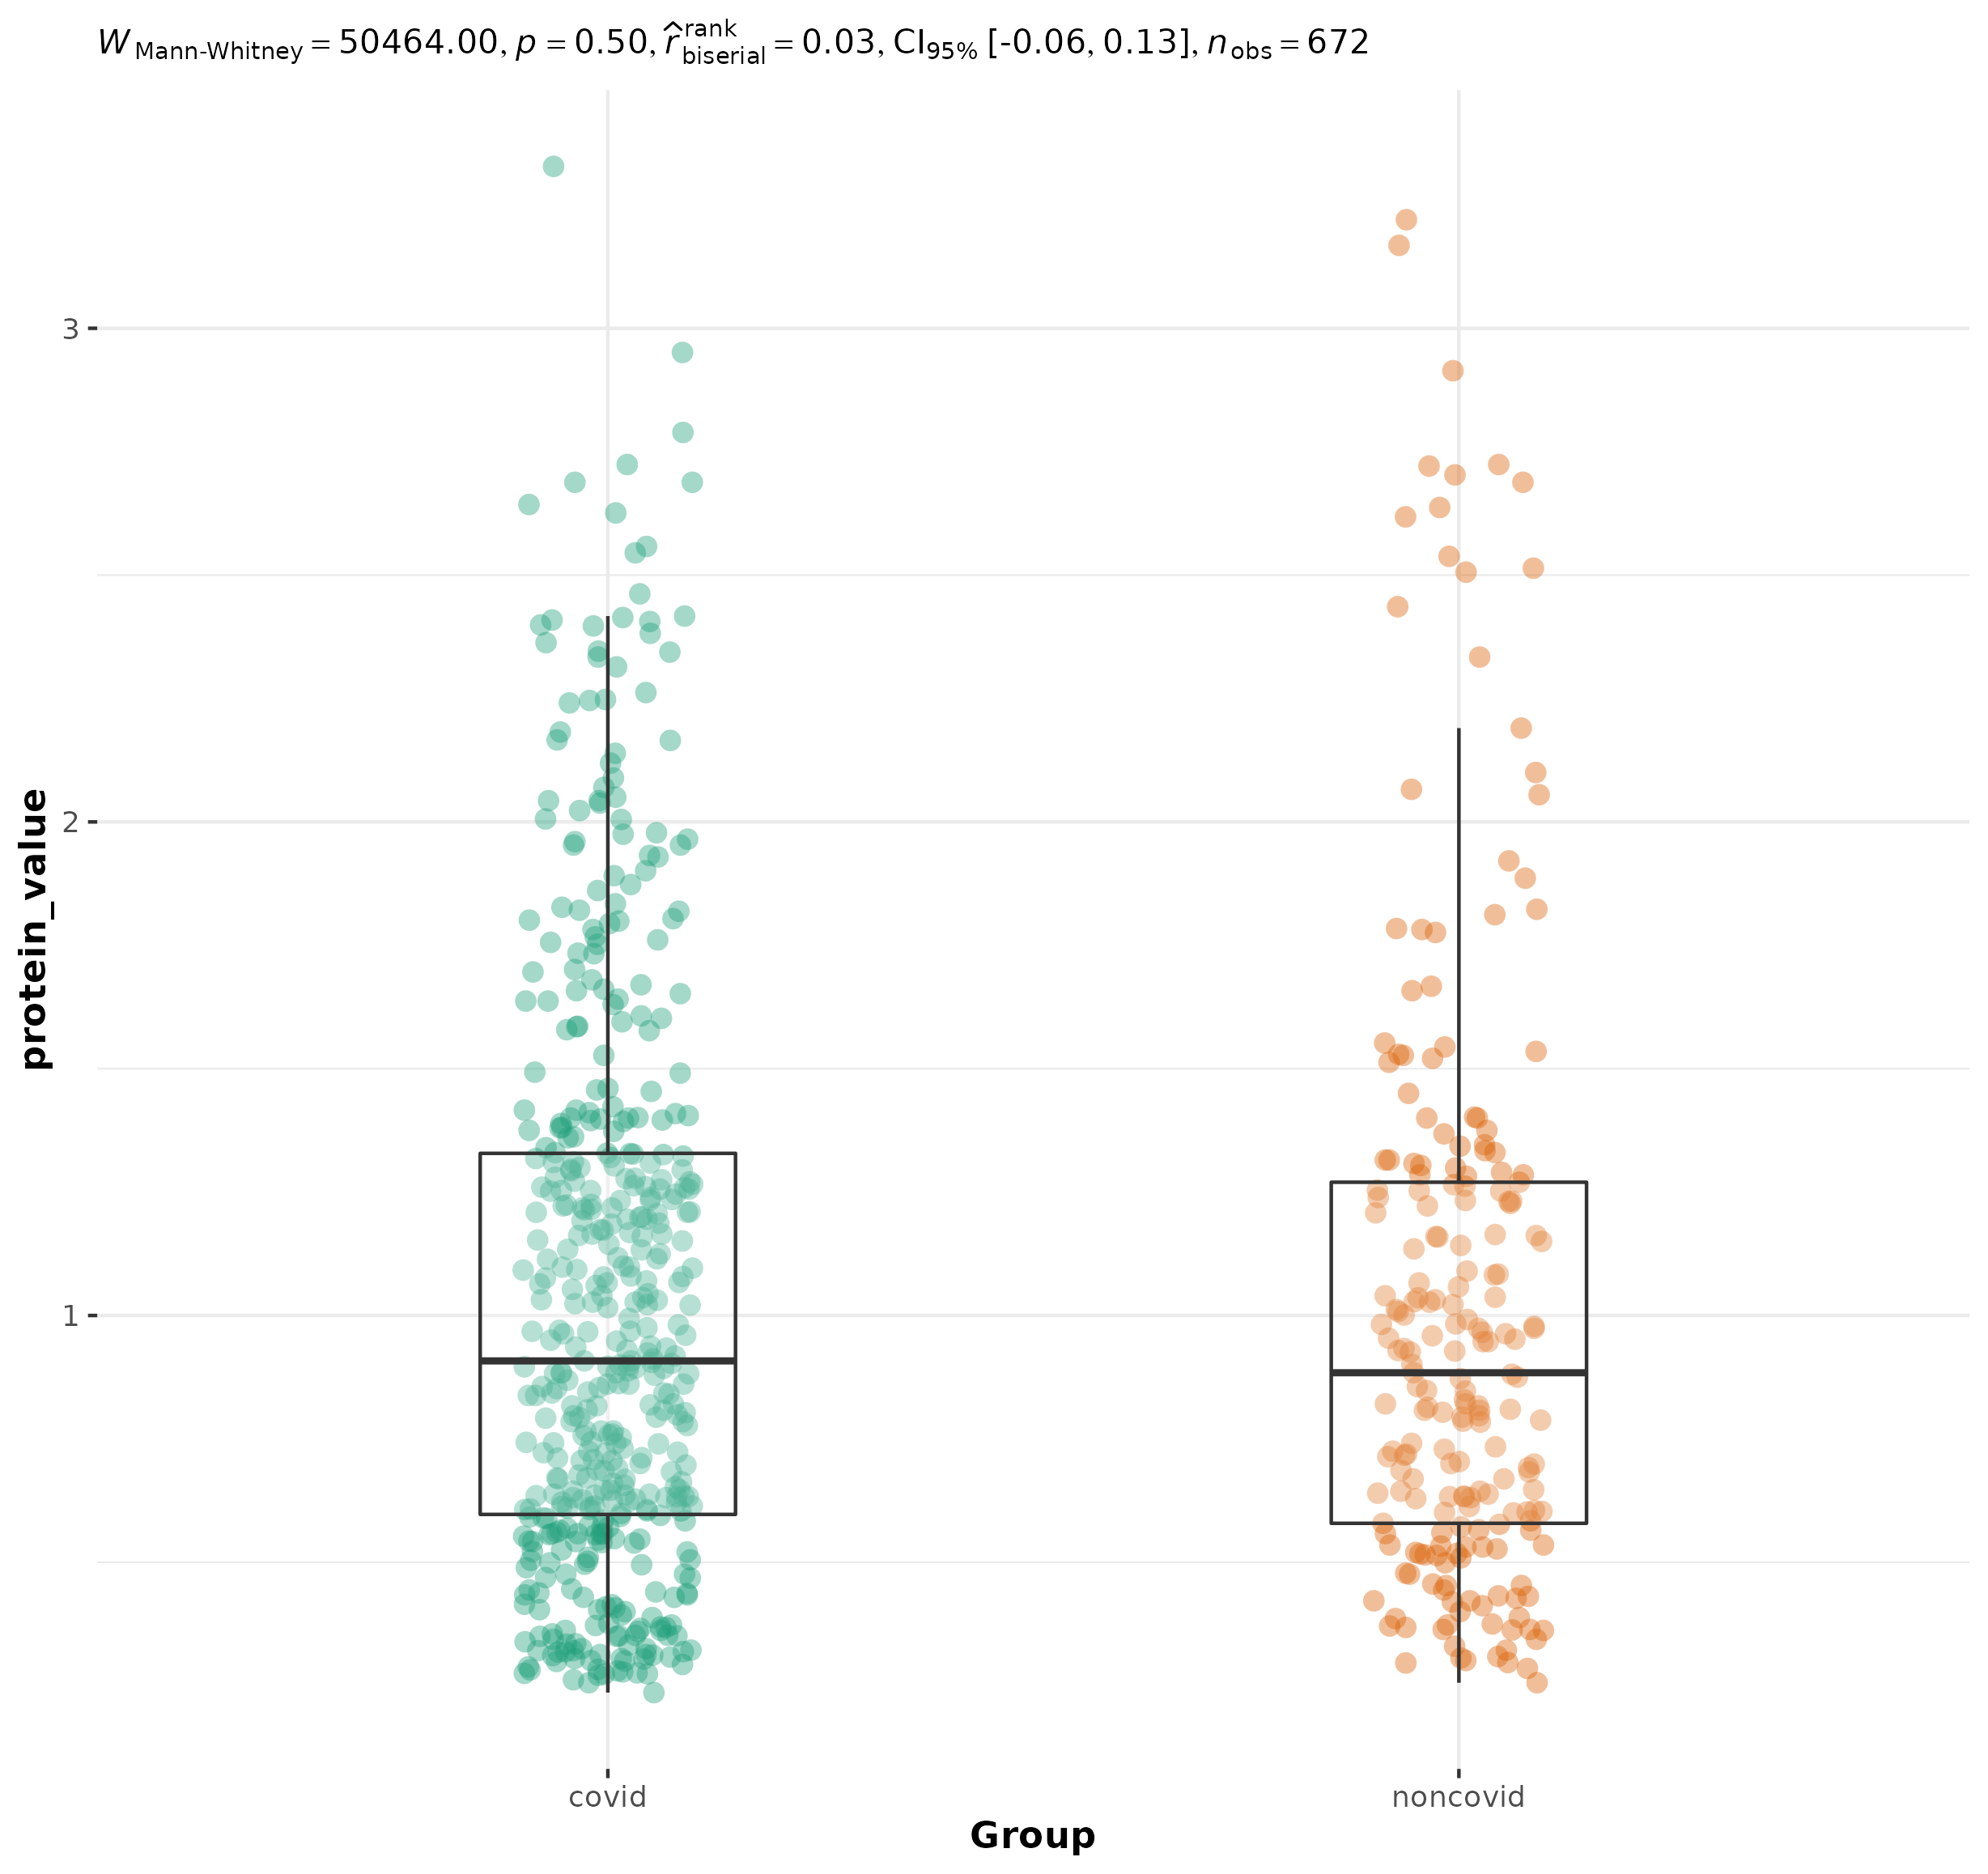 W Mann-Whitney = 50464.00, p = 0.50, r̂ rank biserial = 0.03, CI95% [-0.06, 0.13], n obs = 672
3
2
1
protein_value
covid noncovid
Group